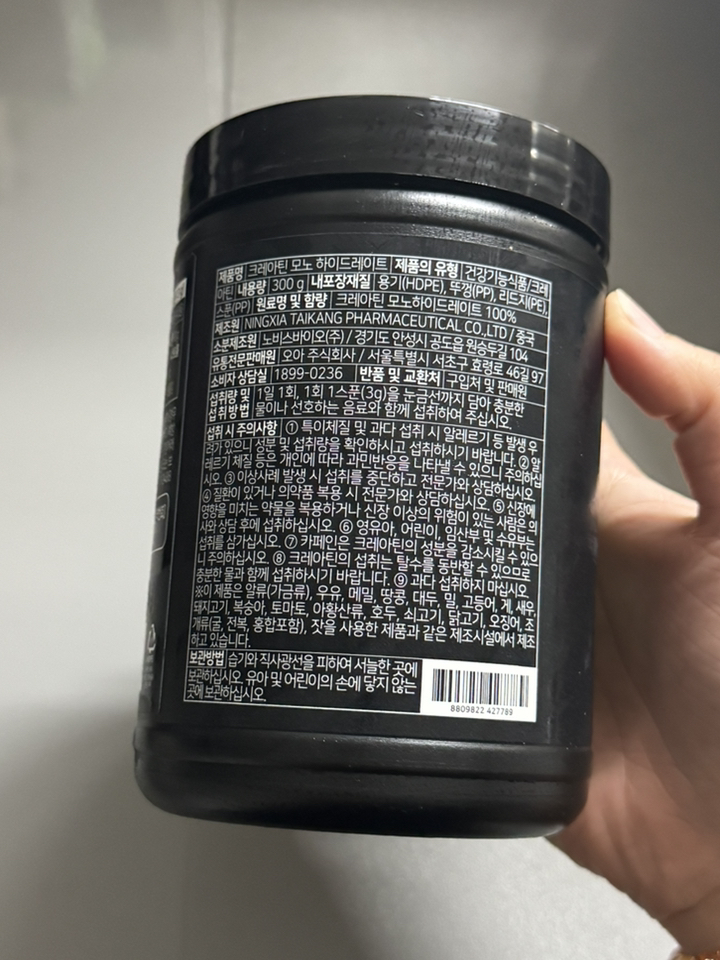 제품명 크레아틴 모노 하이드레이트 제품의 유형 건강기능식품/크레
아틴 내용량 300 g 내포장재질 용기(HDPE), 뚜껑(PP), 리드지(PE),
스푼(PP) 원료명 및 함량 크레아틴 모노하이드레이트 100%
제조원 NINGXIA TAIKANG PHARMACEUTICAL CO.,LTD / 중국
소분제조원 노비스바이오(주) / 경기도 안성시 공도읍 원승두길 104
유통전문판매원 오아 주식회사 / 서울특별시 서초구 효령로 46길 97
소비자 상담실 1899-0236 반품 및 교환처 구입처 및 판매원
섭취량 및 섭취 방법 1일 1회, 1회 1스푼(3g)을 눈금선까지 담아 충분한
물이나 선호하는 음료와 함께 섭취하여 주십시오.
섭취 시 주의사항 ① 특이체질 및 과다 섭취 시 알레르기 등 발생 우
려가 있으니 성분 및 섭취량을 확인하시고 섭취하시기 바랍니다. ② 알
레르기 체질 등은 개인에 따라 과민반응을 나타낼 수 있으니 주의하십
시오 ③ 이상사례 발생 시 섭취를 중단하고 전문가와 상담하십시오
④ 질환이 있거나 의약품 복용 시 전문가와 상담하십시오. ⑤ 신장에
영향을 미치는 약물을 복용하거나 신장 이상의 위험이 있는 사람은 의
사와 상담 후에 섭취하십시오. ⑥ 영유아, 어린이, 임산부 및 수유부는
섭취를 삼가십시오. ⑦ 카페인은 크레아틴의 성분을 감소시킬 수 있으
니 주의하십시오. ⑧ 크레아틴의 섭취는 탈수를 동반할 수 있으므로
충분한 물과 함께 섭취하시기 바랍니다. ⑨ 과다 섭취하지 마십시오
※이 제품은 알류(가금류), 우유, 메밀, 땅콩, 대두, 밀, 고등어, 게, 새우,
돼지고기, 복숭아, 토마토, 아황산류, 호두, 쇠고기, 닭고기, 오징어, 조
개류(굴, 전복, 홍합포함), 잣을 사용한 제품과 같은 제조시설에서 제조
하고 있습니다.
보관방법 습기와 직사광선을 피하여 서늘한 곳에
보관하십시오. 유아 및 어린이의 손에 닿지 않는
곳에 보관하십시오.
8809822 427789